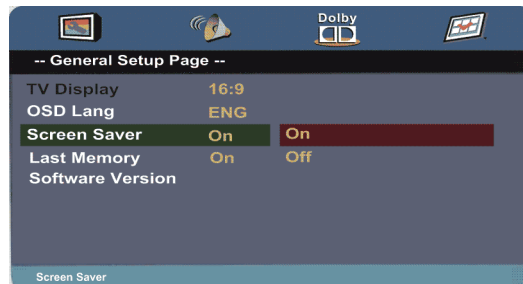 Dolby
-- General Setup Page --
TV Display 16:9
OSD Lang ENG
Screen Saver On On
Last Memory On Off
Software Version
Screen Saver